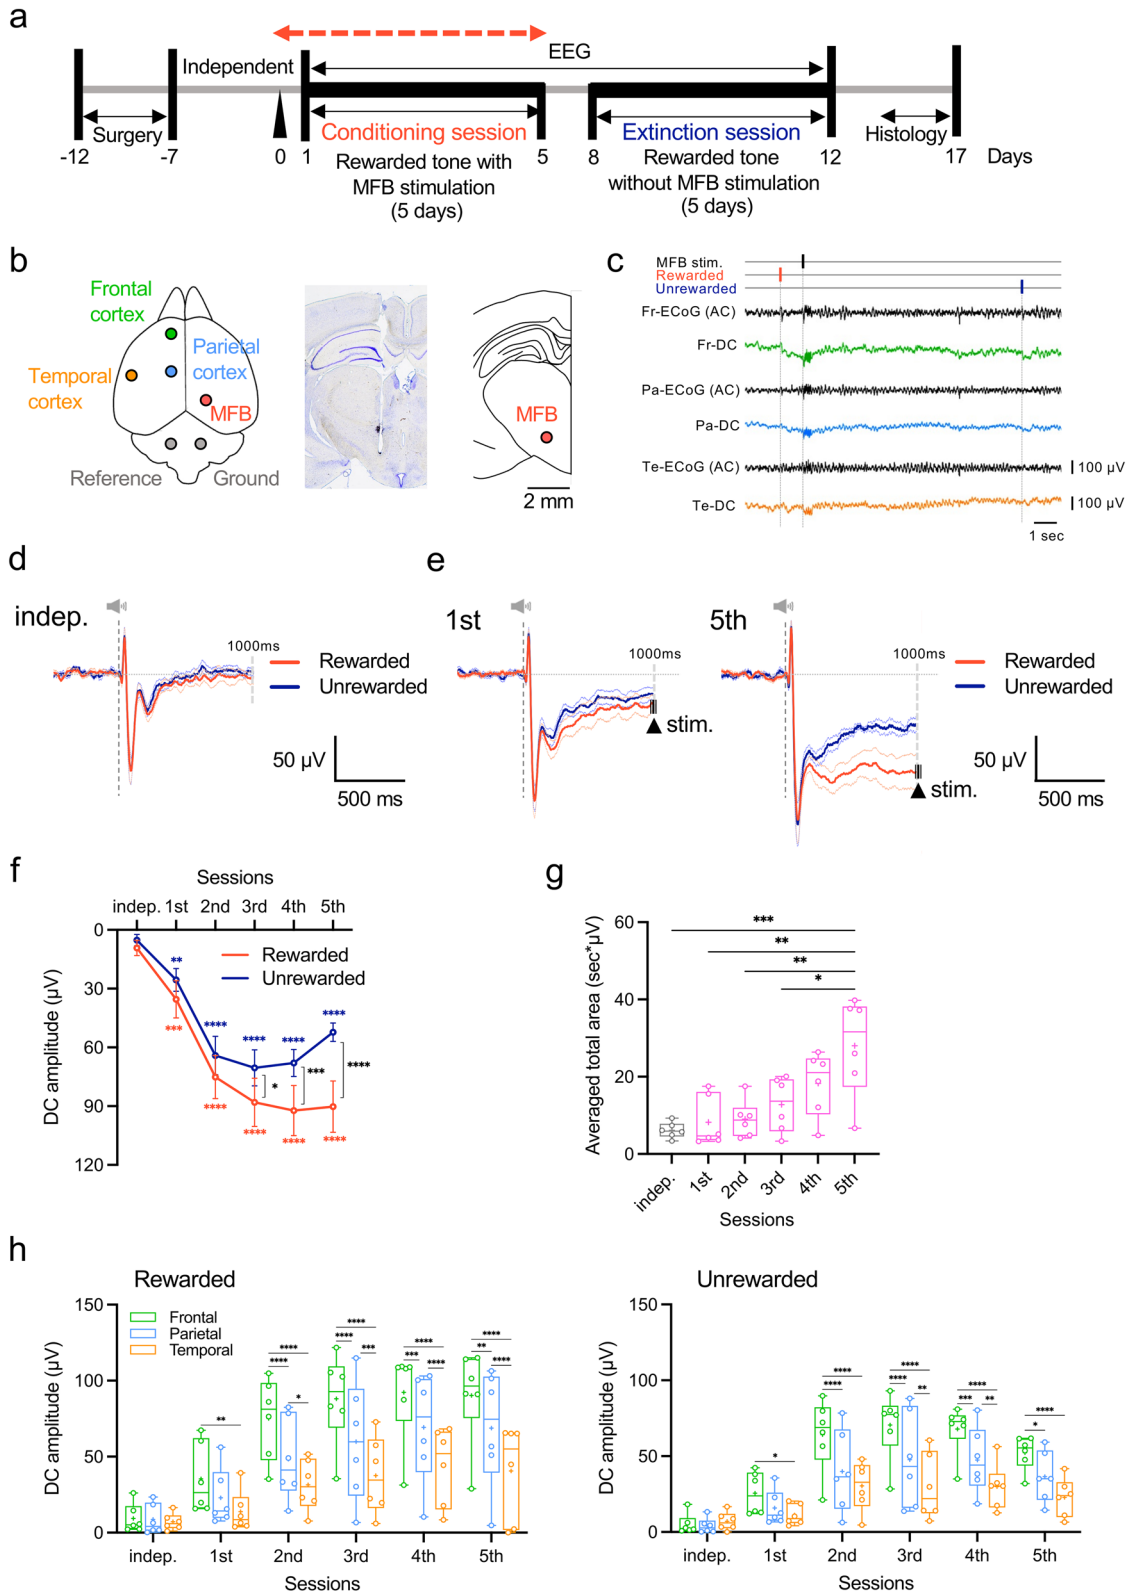 a
EEG
Independent
Surgery
Conditioning session
Extinction session
Histology
-12
-7
0
1
5
8
12
17
Days
Rewarded tone with
MFB stimulation
(5 days)
Rewarded tone
without MFB stimulation
(5 days)
b
Frontal
cortex
Parietal
cortex
Temporal
cortex
MFB
Reference
Ground
MFB
2 mm
c
MFB stim.
Rewarded
Unrewarded
Fr-ECoG (AC)
Fr-DC
Pa-ECoG (AC)
Pa-DC
Te-ECoG (AC)
100 µV
Te-DC
100 µV
1 sec
d
indep.
1000ms
Rewarded
Unrewarded
50 µV
500 ms
e
1st
1000ms
stim.
5th
1000ms
stim.
Rewarded
Unrewarded
50 µV
500 ms
f
Sessions
indep. 1st 2nd 3rd 4th 5th
DC amplitude (µV)
0
30
60
90
120
Rewarded
Unrewarded
**
****
****
****
****
***
****
****
****
****
*
***
****
g
Averaged total area (sec*µV)
60
40
20
0
***
**
**
*
indep. 1st 2nd 3rd 4th 5th
Sessions
h
Rewarded
DC amplitude (µV)
150
100
50
0
Frontal
Parietal
Temporal
**
****
****
*
****
****
***
****
***
****
****
**
****
indep. 1st 2nd 3rd 4th 5th
Sessions
Unrewarded
DC amplitude (µV)
150
100
50
0
*
****
****
****
****
**
****
***
**
****
*
indep. 1st 2nd 3rd 4th 5th
Sessions